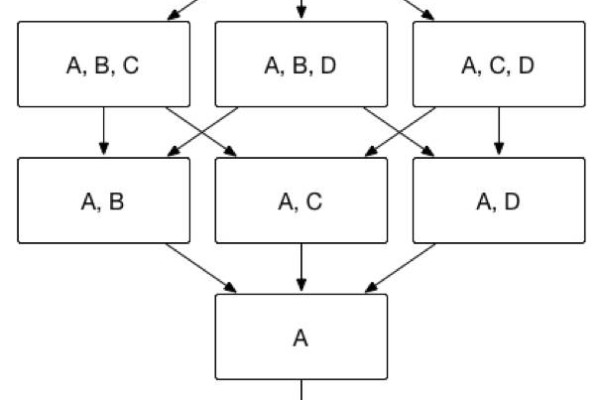 A, B, C
A, B, D
A, C, D
A, B
A, C
A, D
A